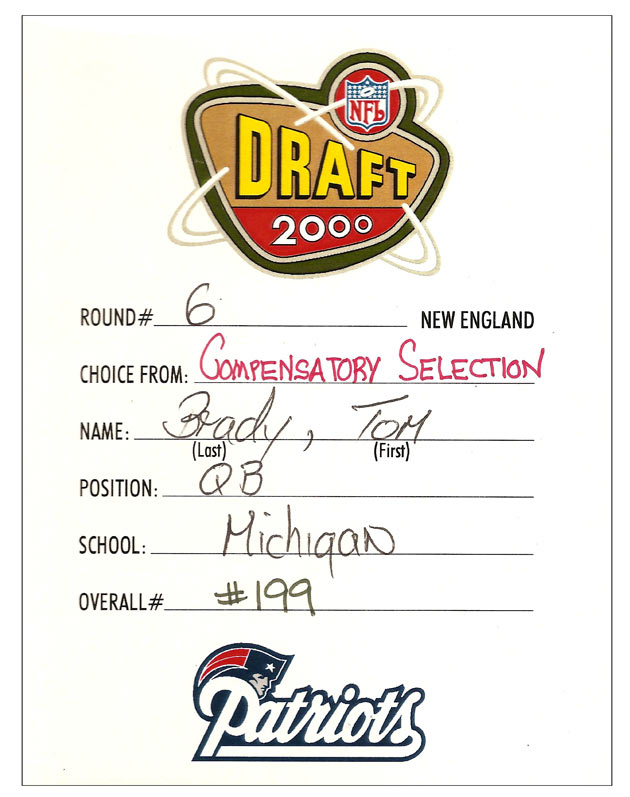 NFL
DRAFT
2000
ROUND# 6 NEW ENGLAND
CHOICE FROM: COMPENSATORY SELECTION
NAME: Brady, Tom
(Last) (First)
POSITION: QB
SCHOOL: Michigan
OVERALL# #199
Patriots